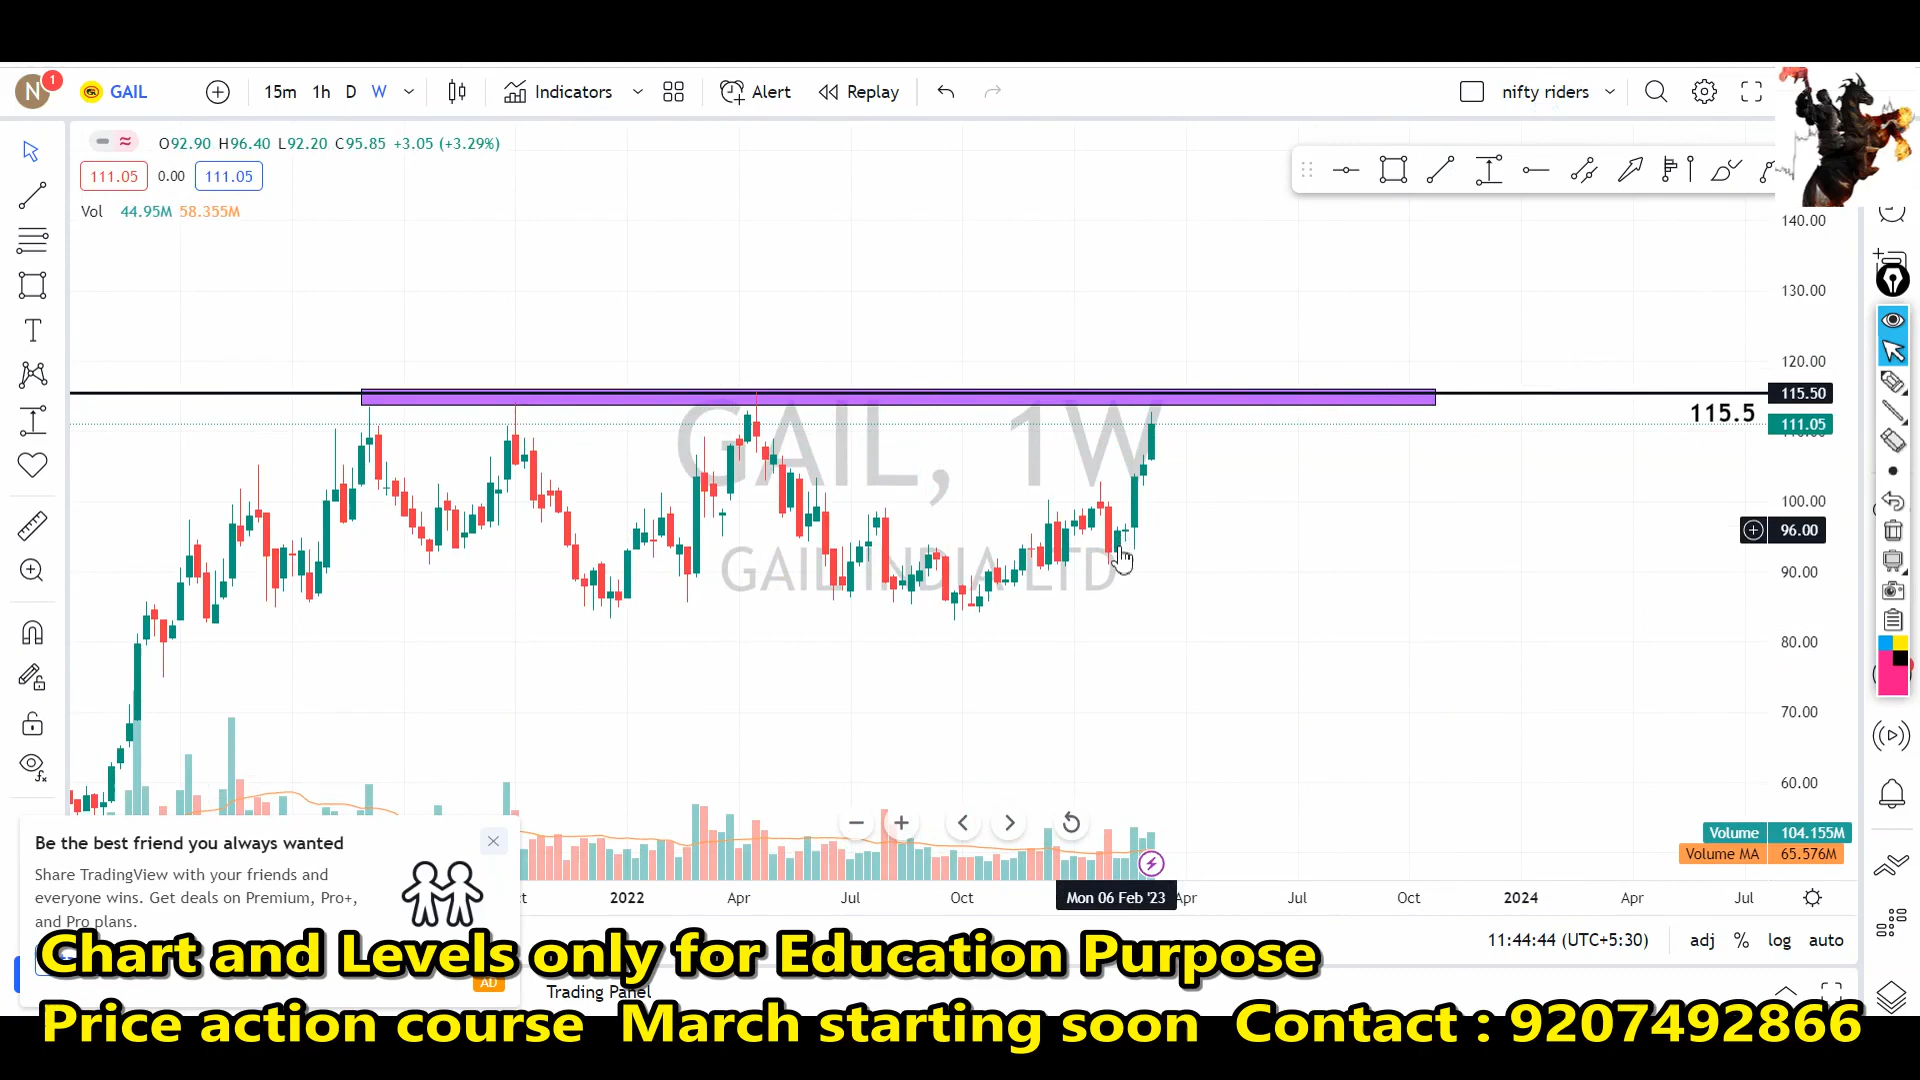 N 1 GAIL 15m 1h D W Indicators Alert Replay nifty riders
O92.90 H96.40 L92.20 C95.85 +3.05 (+3.29%)
111.05 0.00 111.05
Vol 44.95M 58.355M
140.00
130.00
120.00
115.50
115.5
111.05
100.00
96.00
90.00
80.00
70.00
60.00
GAIL, 1W
GAIL INDIA LTD
Volume 104.155M
Volume MA 65.576M
2022 Apr Jul Oct Mon 06 Feb '23 Apr Jul Oct 2024 Apr Jul
Be the best friend you always wanted
Share TradingView with your friends and
everyone wins. Get deals on Premium, Pro+,
and Pro plans.
AD
11:44:44 (UTC+5:30) adj % log auto
Trading Panel
Chart and Levels only for Education Purpose
Price action course March starting soon Contact : 9207492866